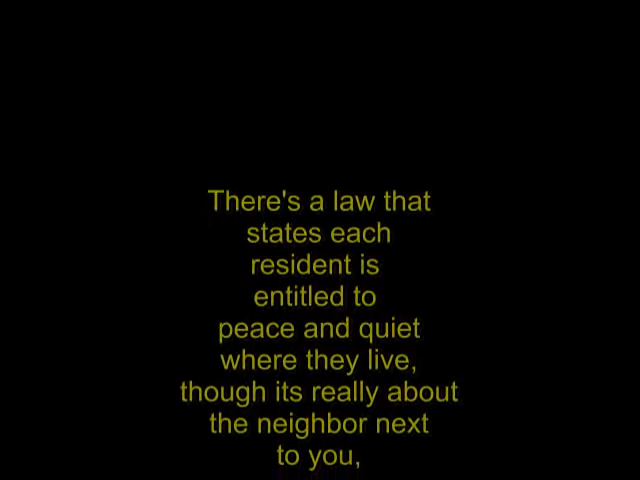 There's a law that
states each
resident is
entitled to
peace and quiet
where they live,
though its really about
the neighbor next
to you,